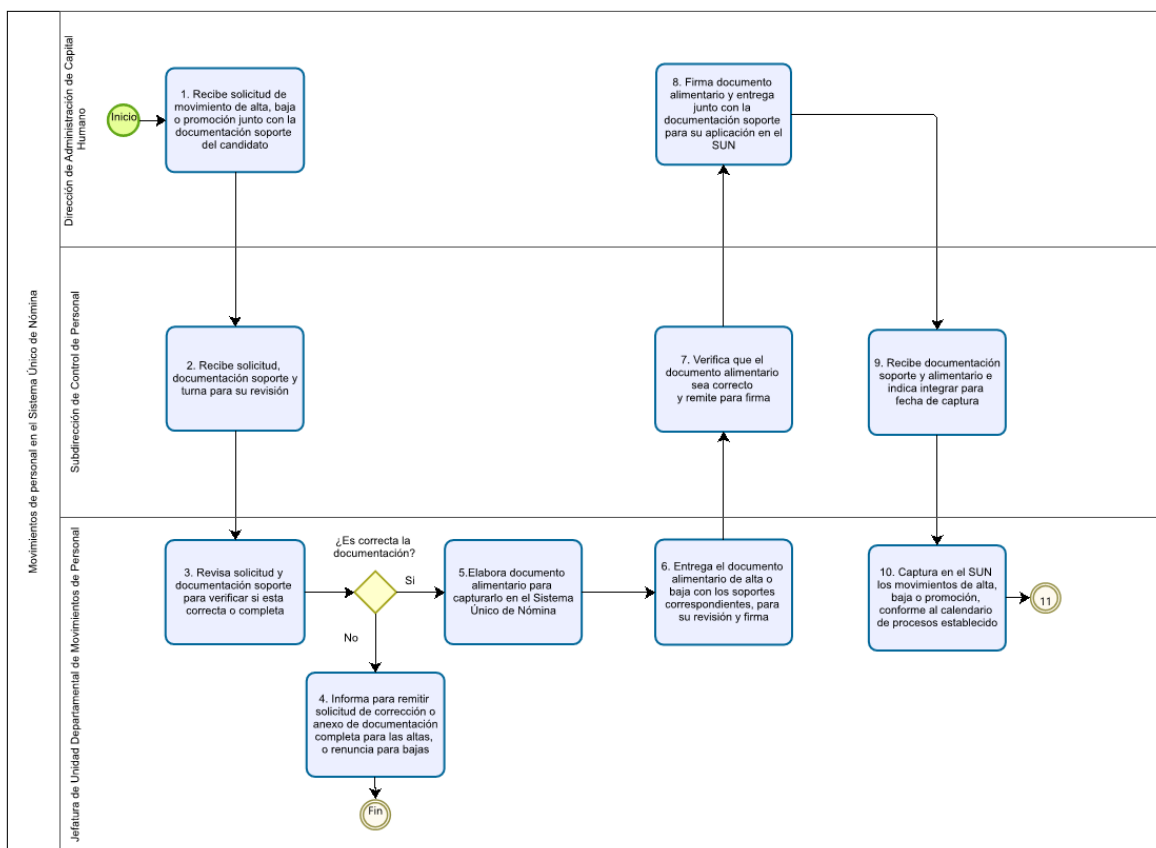 Movimientos de personal en el Sistema Único de Nómina
Dirección de Administración de Capital
Humano
Inicio
1. Recibe solicitud de
movimiento de alta, baja
o promoción junto con la
documentación soporte
del candidato
8. Firma documento
alimentario y entrega
junto con la
documentación soporte
para su aplicación en el
SUN
Subdirección de Control de Personal
2. Recibe solicitud,
documentación soporte y
turna para su revisión
7. Verifica que el
documento alimentario
sea correcto
y remite para firma
9. Recibe documentación
soporte y alimentario e
indica integrar para
fecha de captura
Jefatura de Unidad Departamental de Movimientos de Personal
3. Revisa solicitud y
documentación soporte
para verificar si esta
correcta o completa
¿Es correcta la
documentación?
Si
No
4. Informa para remitir
solicitud de corrección o
anexo de documentación
completa para las altas,
o renuncia para bajas
Fin
5.Elabora documento
alimentario para
capturarlo en el Sistema
Único de Nómina
6. Entrega el documento
alimentario de alta o
baja con los soportes
correspondientes, para
su revisión y firma
10. Captura en el SUN
los movimientos de alta,
baja o promoción,
conforme al calendario
de procesos establecido
11